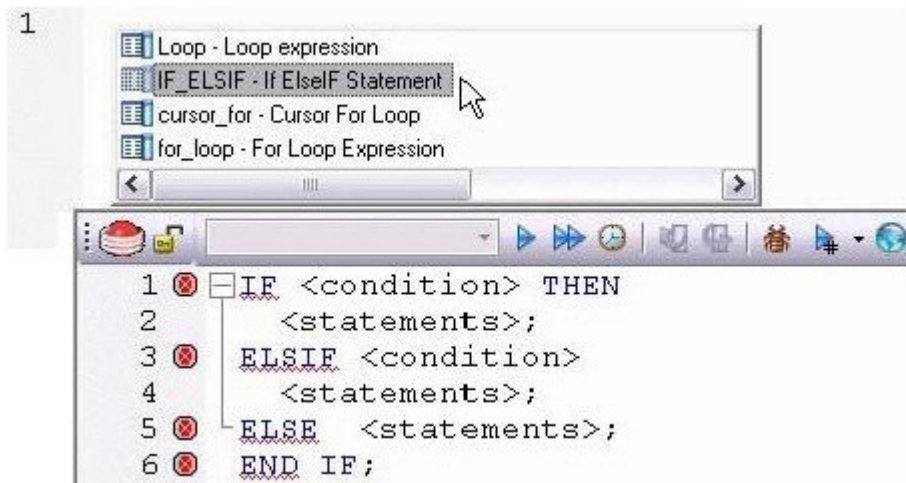 1
Loop - Loop expression
IF_ELSIF - If ElseIF Statement
cursor_for - Cursor For Loop
for_loop - For Loop Expression
1 IF <condition> THEN
2 <statements>;
3 ELSIF <condition>
4 <statements>;
5 ELSE <statements>;
6 END IF;